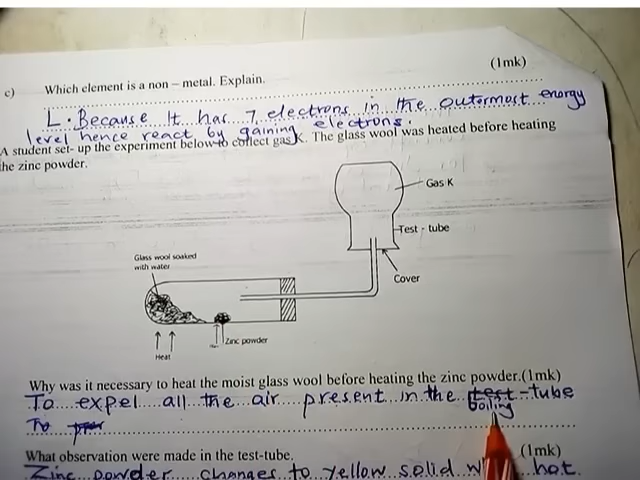 c) Which element is a non - metal. Explain. (1mk)
L. Because It has 7 electrons in the outermost energy
level hence react by gaining electrons.
A student set- up the experiment below to collect gas K. The glass wool was heated before heating
the zinc powder.
Gas K
Test - tube
Glass wool soaked
with water
Cover
Zinc powder
Heat
Why was it necessary to heat the moist glass wool before heating the zinc powder.(1mk)
To expel all the air present in the test-tube
boiling
To
What observation were made in the test-tube. (1mk)
Zinc powder changes to yellow solid hot.